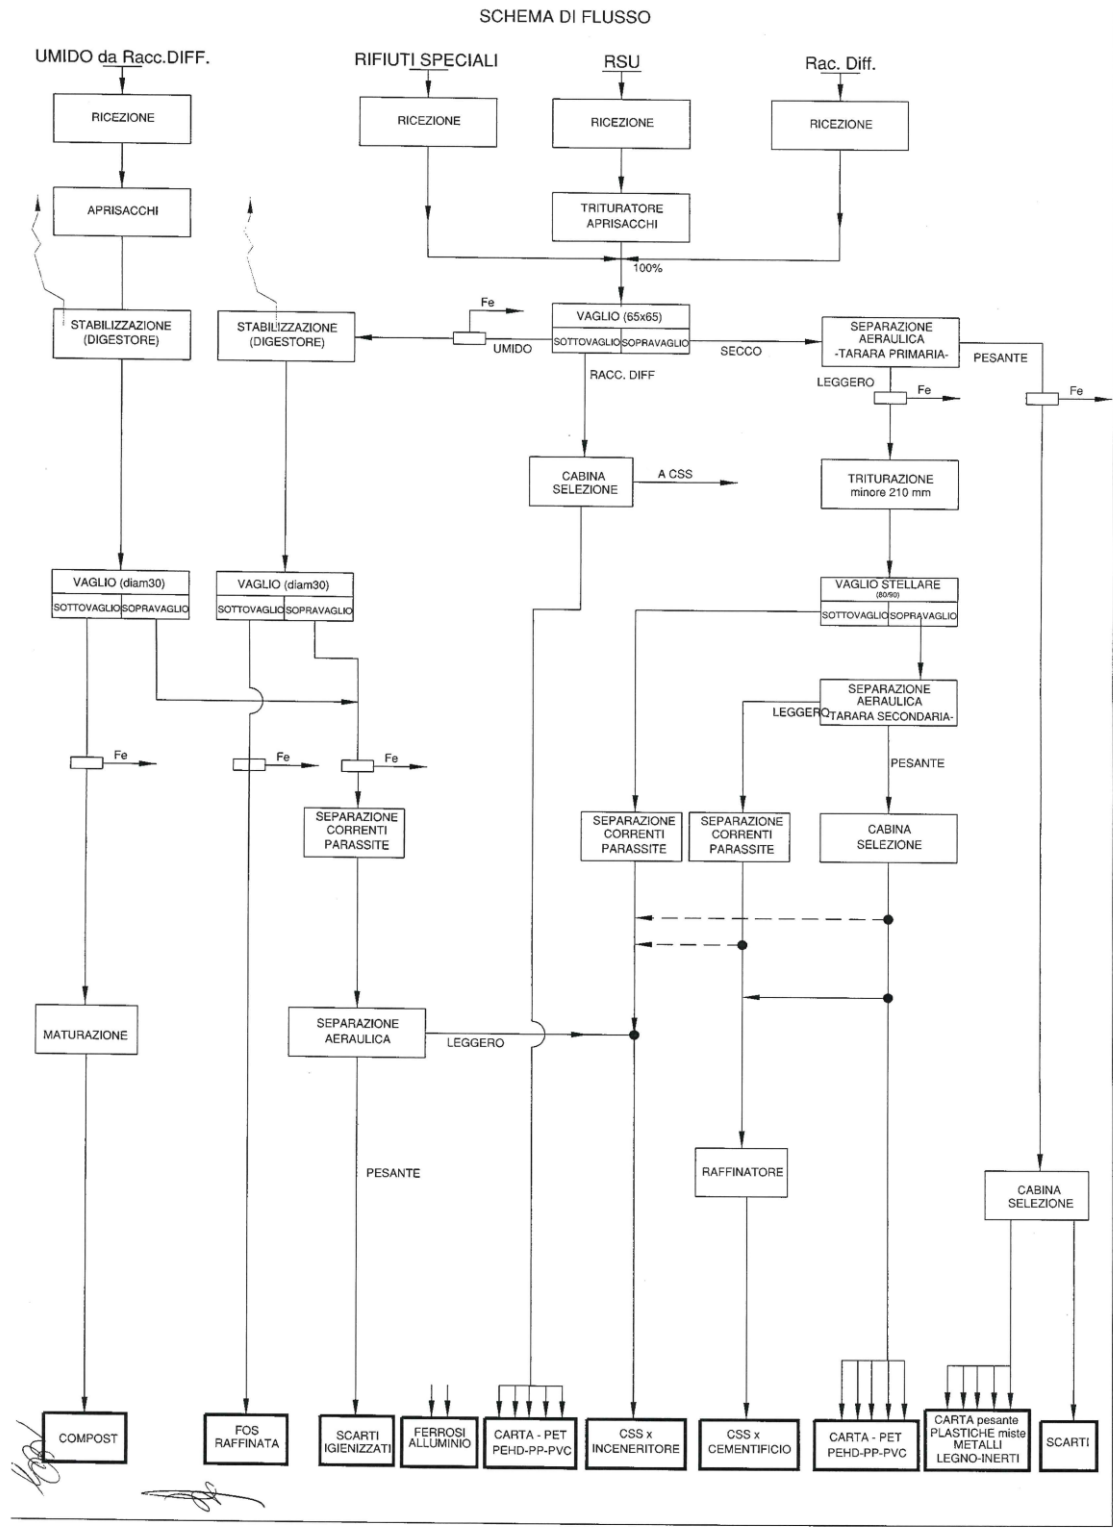 SCHEMA DI FLUSSO
UMIDO da Racc.DIFF.
RIFIUTI SPECIALI
RSU
Rac. Diff.
RICEZIONE
RICEZIONE
RICEZIONE
RICEZIONE
APRISACCHI
TRITURATORE
APRISACCHI
100%
STABILIZZAZIONE
(DIGESTORE)
STABILIZZAZIONE
(DIGESTORE)
Fe
UMIDO
VAGLIO (65x65)
SOTTOVAGLIO
SOPRAVAGLIO
SECCO
SEPARAZIONE
AERAULICA
-TARARA PRIMARIA-
PESANTE
RACC. DIFF
LEGGERO
Fe
Fe
CABINA
SELEZIONE
A CSS
TRITURAZIONE
minore 210 mm
VAGLIO (diam30)
SOTTOVAGLIO
SOPRAVAGLIO
VAGLIO (diam30)
SOTTOVAGLIO
SOPRAVAGLIO
VAGLIO STELLARE
(80/90)
SOTTOVAGLIO
SOPRAVAGLIO
SEPARAZIONE
AERAULICA
-TARARA SECONDARIA-
LEGGERO
PESANTE
Fe
Fe
Fe
SEPARAZIONE
CORRENTI
PARASSITE
SEPARAZIONE
CORRENTI
PARASSITE
SEPARAZIONE
CORRENTI
PARASSITE
CABINA
SELEZIONE
MATURAZIONE
SEPARAZIONE
AERAULICA
LEGGERO
PESANTE
RAFFINATORE
CABINA
SELEZIONE
COMPOST
FOS
RAFFINATA
SCARTI
IGIENIZZATI
FERROSI
ALLUMINIO
CARTA - PET
PEHD-PP-PVC
CSS x
INCENERITORE
CSS x
CEMENTIFICIO
CARTA - PET
PEHD-PP-PVC
CARTA pesante
PLASTICHE miste
METALLI
LEGNO-INERTI
SCARTI